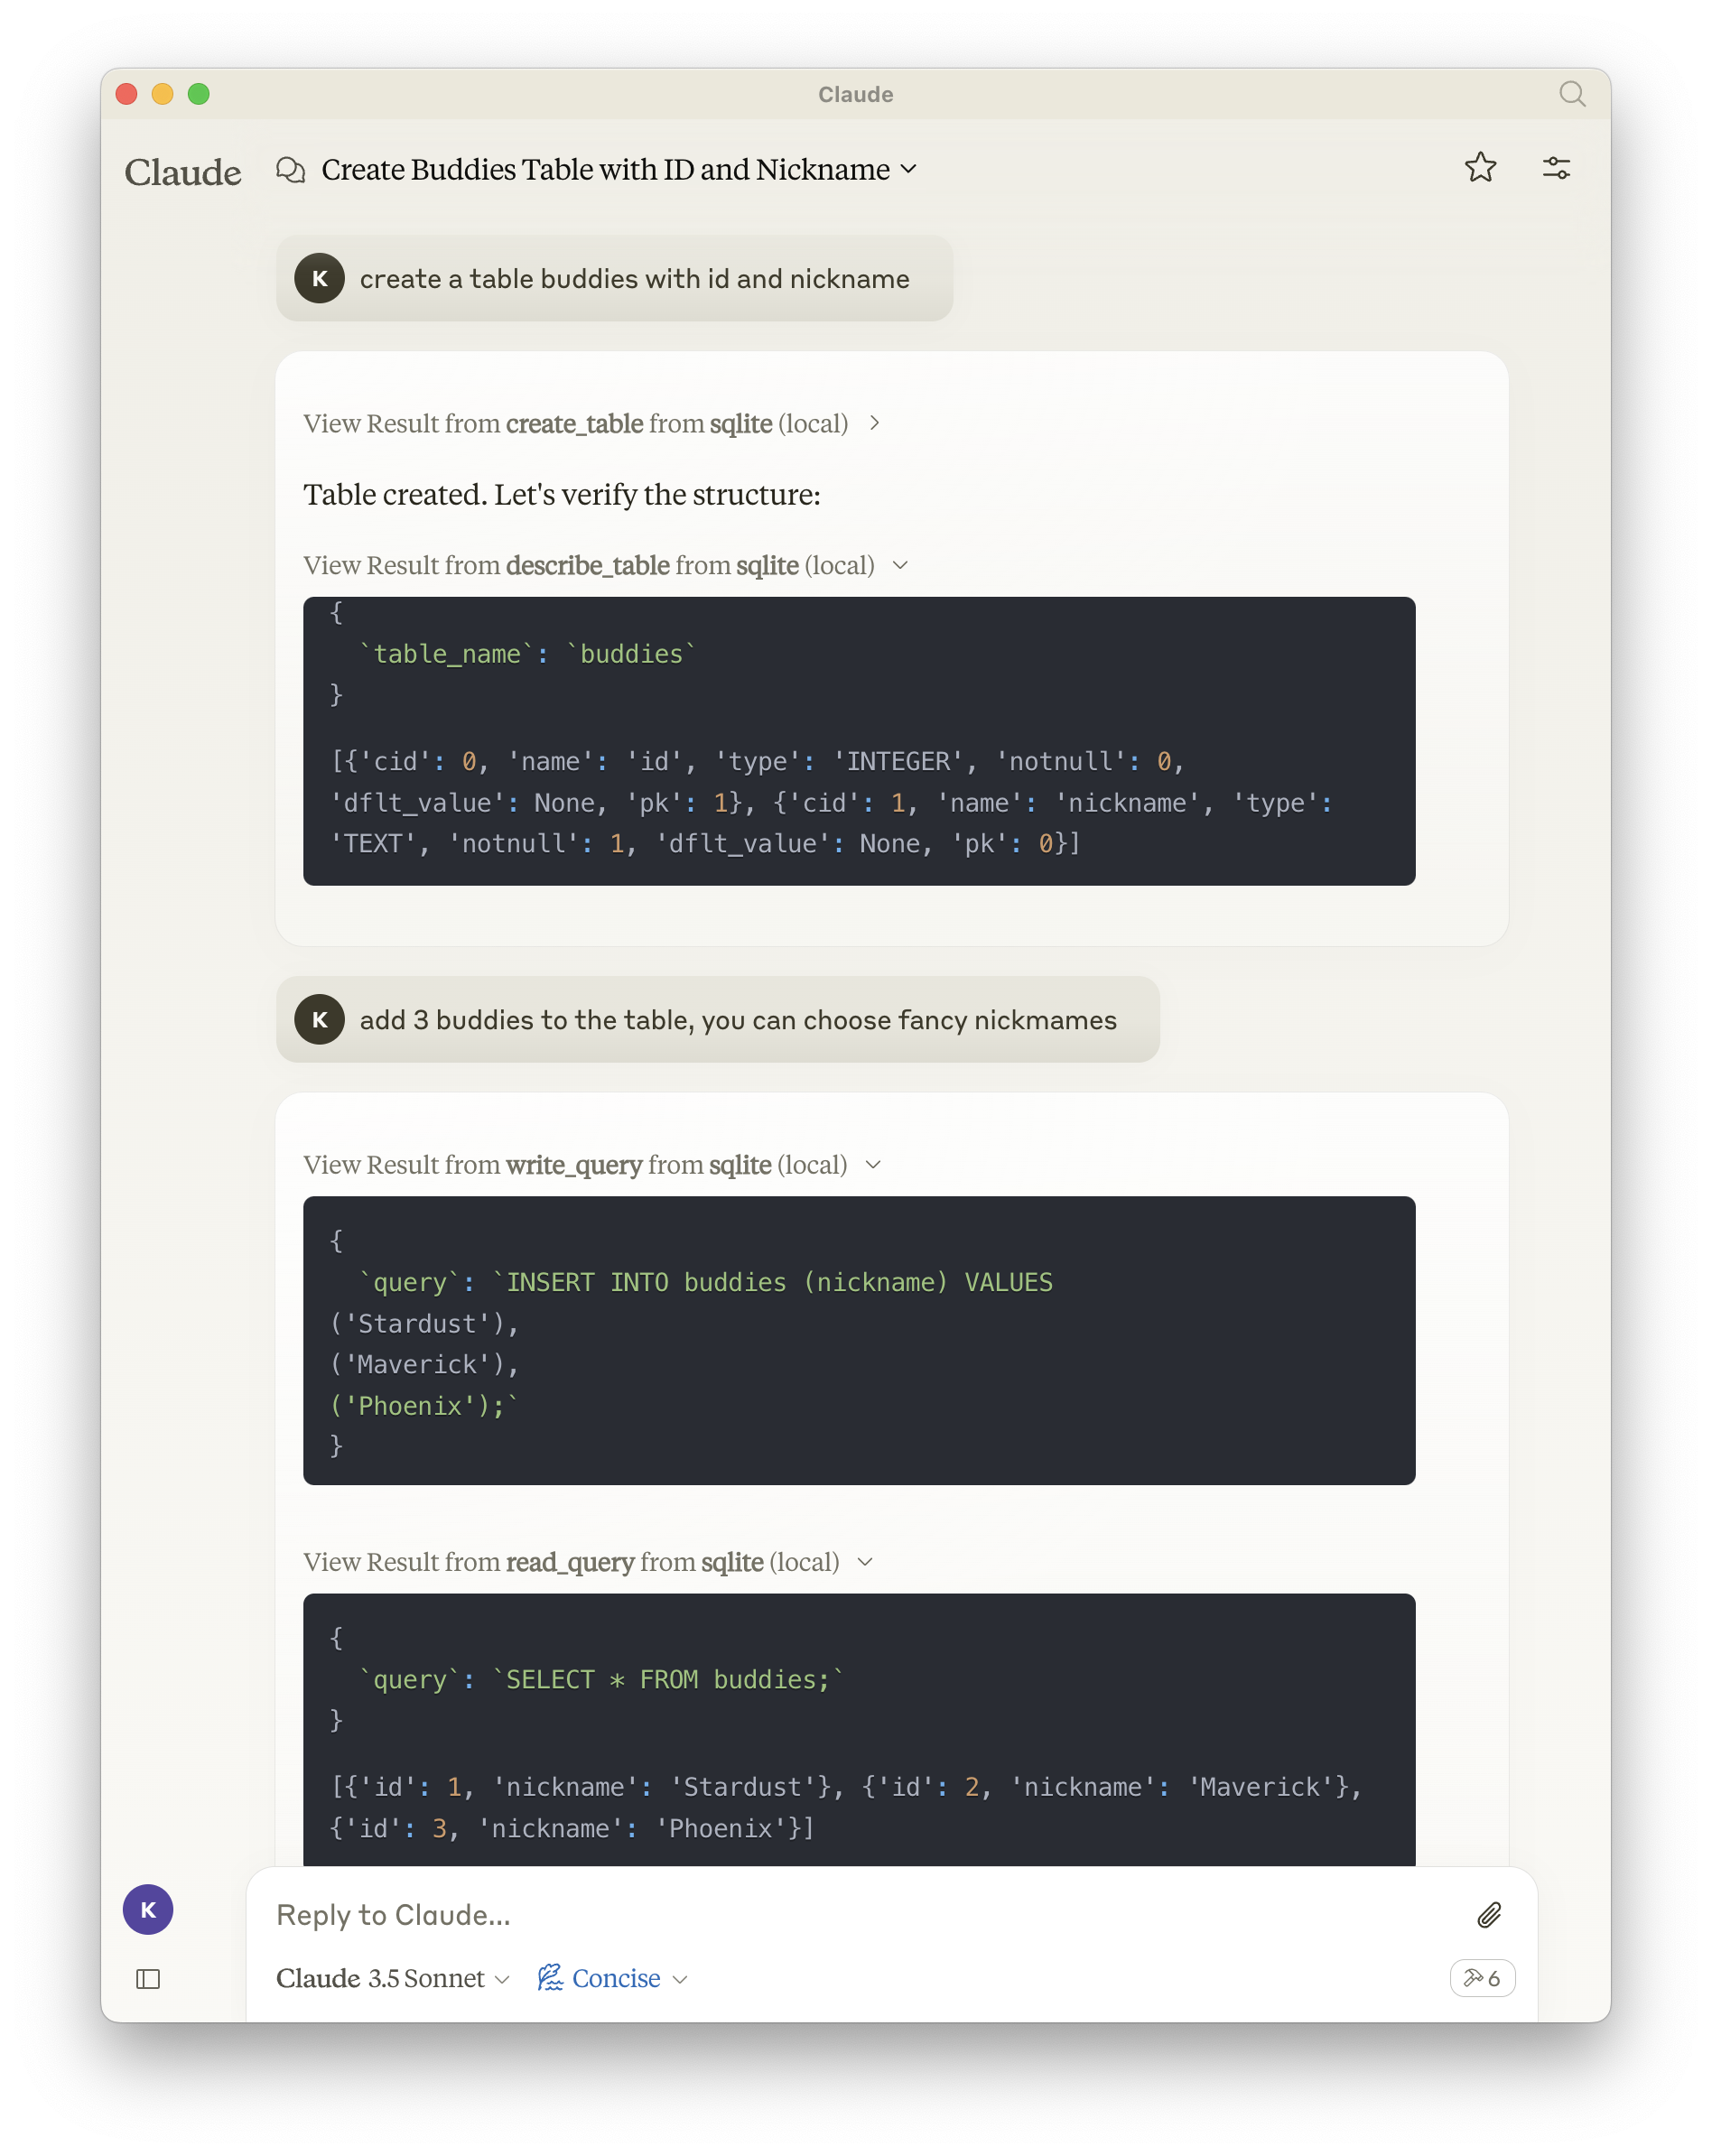 Claude
Claude
Create Buddies Table with ID and Nickname
K
create a table buddies with id and nickname
View Result from create_table from sqlite (local)
Table created. Let's verify the structure:
View Result from describe_table from sqlite (local)
{
  `table_name`: `buddies`
}
[{'cid': 0, 'name': 'id', 'type': 'INTEGER', 'notnull': 0,
'dflt_value': None, 'pk': 1}, {'cid': 1, 'name': 'nickname', 'type':
'TEXT', 'notnull': 1, 'dflt_value': None, 'pk': 0}]
K
add 3 buddies to the table, you can choose fancy nickmames
View Result from write_query from sqlite (local)
{
  `query`: `INSERT INTO buddies (nickname) VALUES
('Stardust'),
('Maverick'),
('Phoenix');`
}
View Result from read_query from sqlite (local)
{
  `query`: `SELECT * FROM buddies;`
}
[{'id': 1, 'nickname': 'Stardust'}, {'id': 2, 'nickname': 'Maverick'},
{'id': 3, 'nickname': 'Phoenix'}]
K
Reply to Claude...
Claude 3.5 Sonnet
Concise
6